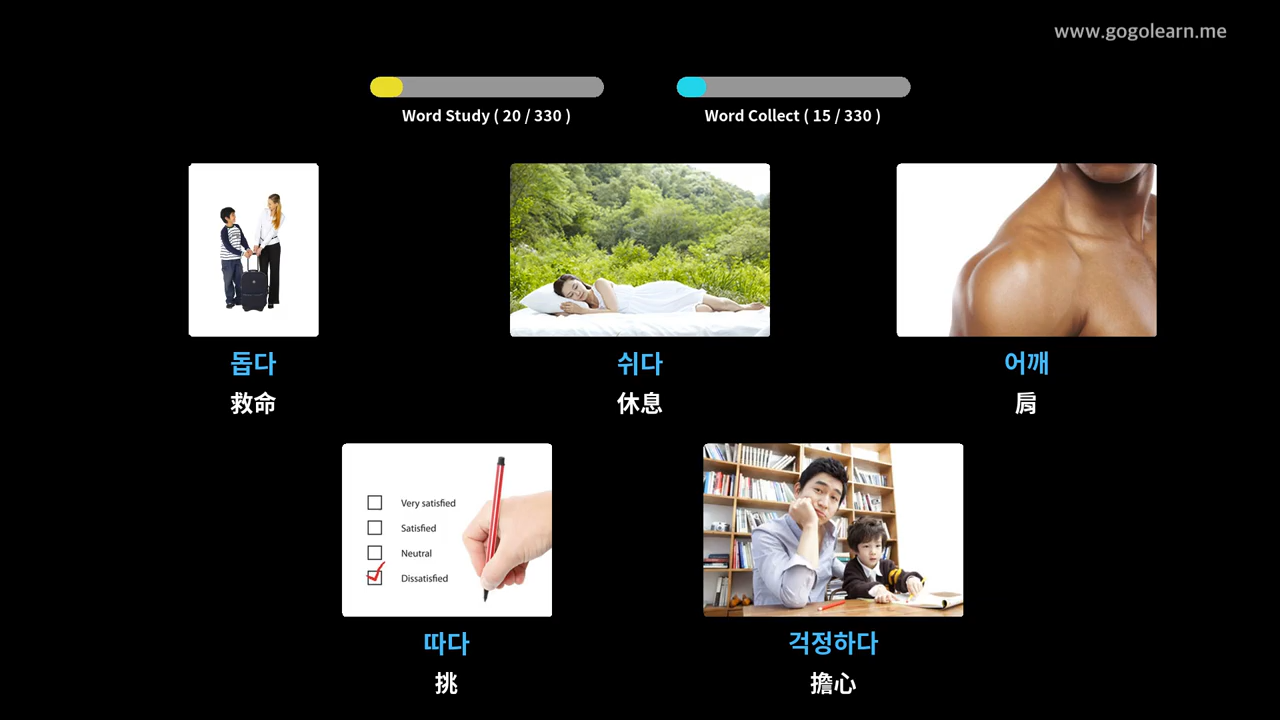 www.gogolearn.me
Word Study ( 20 / 330 )
Word Collect ( 15 / 330 )
돕다
救命
쉬다
休息
어깨
肩
Very satisfied
Satisfied
Neutral
Dissatisfied
따다
挑
걱정하다
擔心